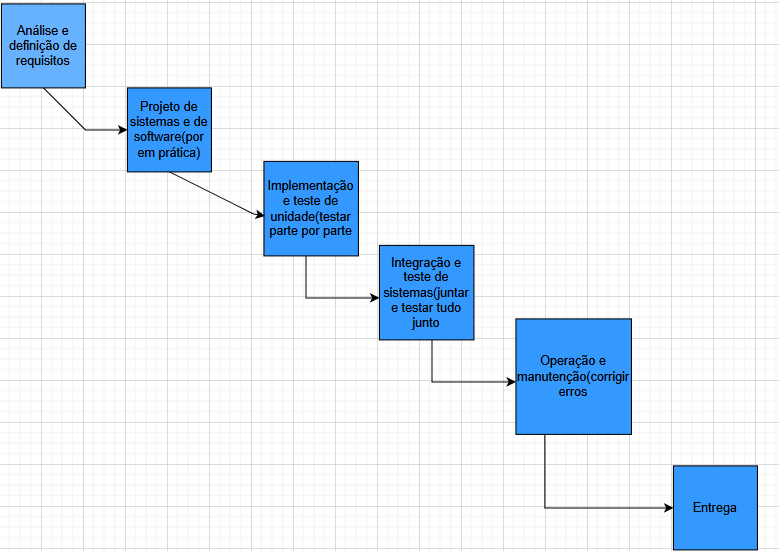 Análise e
definição de
requisitos
Projeto de
sistemas e de
software(por
em prática)
Implementação
e teste de
unidade(testar
parte por parte
Integração e
teste de
sistemas(juntar
e testar tudo
junto
Operação e
manutenção(corrigir
erros
Entrega